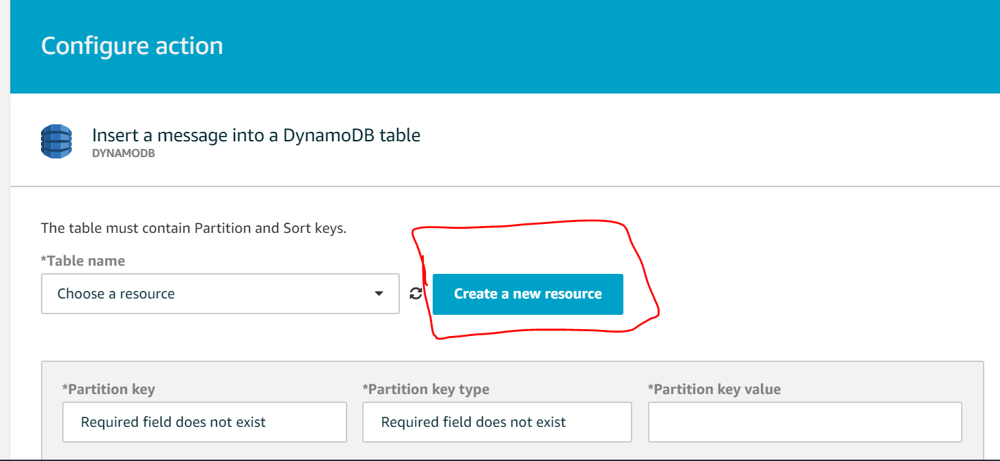 Configure action
Insert a message into a DynamoDB table
DYNAMODB
The table must contain Partition and Sort keys.
*Table name
Choose a resource
Create a new resource
*Partition key *Partition key type *Partition key value
Required field does not exist Required field does not exist